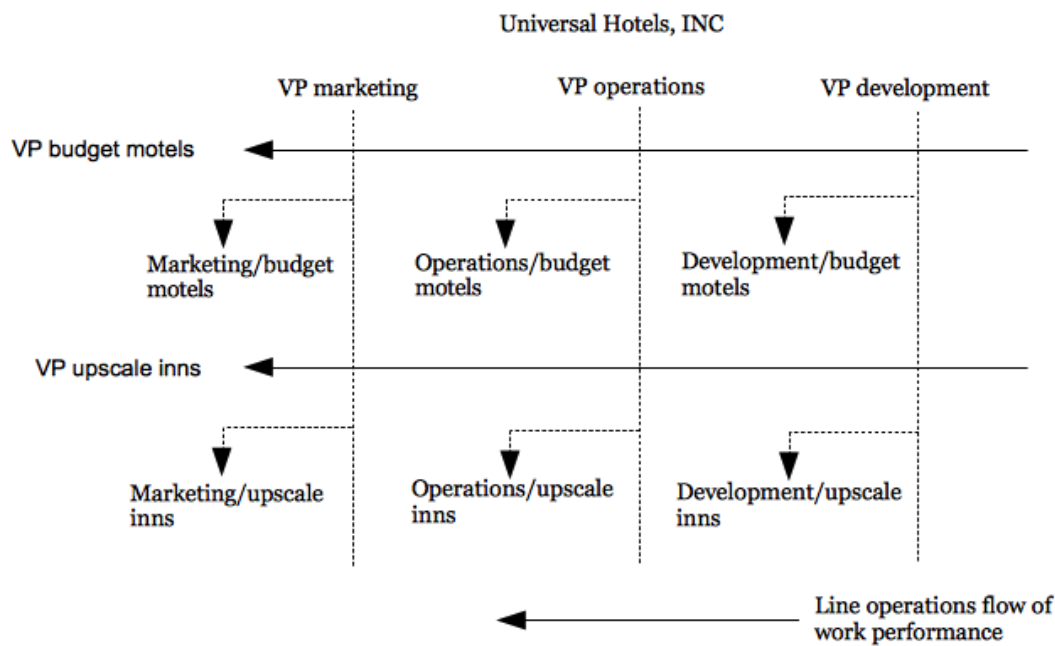 Universal Hotels, INC
VP marketing
VP operations
VP development
VP budget motels
Marketing/budget
motels
Operations/budget
motels
Development/budget
motels
VP upscale inns
Marketing/upscale
inns
Operations/upscale
inns
Development/upscale
inns
Line operations flow of
work performance